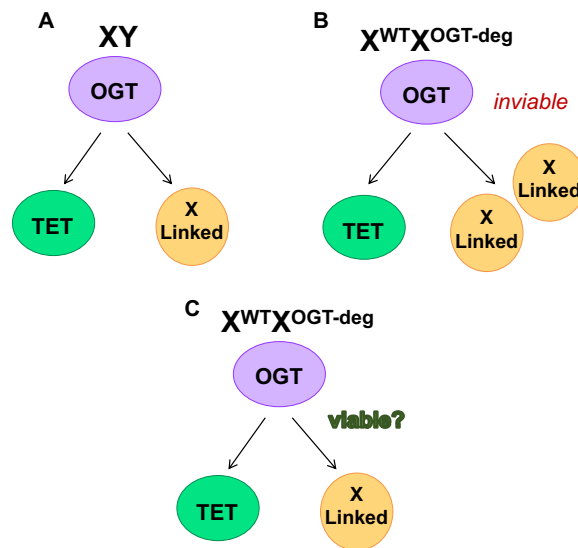 A
XY
OGT
TET
X
Linked
B
XWTXOGT-deg
OGT
inviable
TET
X
Linked
X
Linked
C
XWTXOGT-deg
OGT
viable?
TET
X
Linked